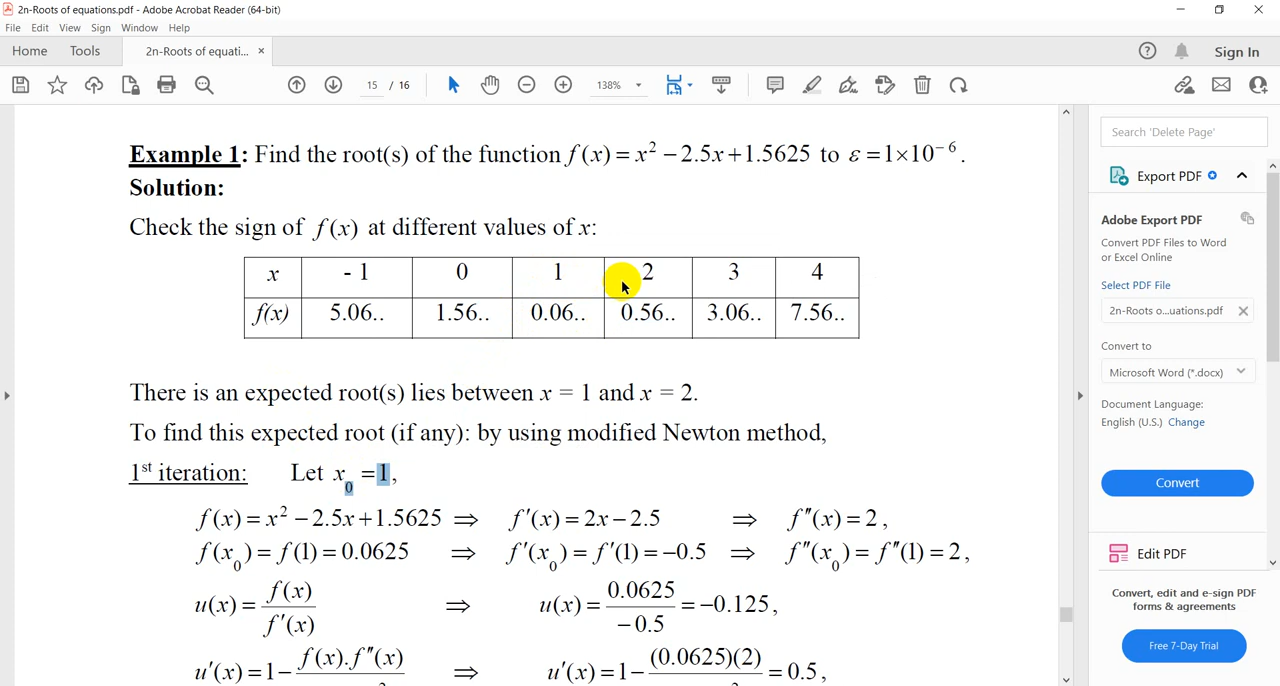 2n-Roots of equations.pdf - Adobe Acrobat Reader (64-bit)
File Edit View Sign Window Help
Home Tools 2n-Roots of equati... × Sign In
15 / 16 138%
Example 1: Find the root(s) of the function f(x) = x² − 2.5x + 1.5625 to ε = 1×10⁻⁶.
Solution:
Check the sign of f(x) at different values of x:
x - 1 0 1 2 3 4
f(x) 5.06.. 1.56.. 0.06.. 0.56.. 3.06.. 7.56..
There is an expected root(s) lies between x = 1 and x = 2.
To find this expected root (if any): by using modified Newton method,
1st iteration: Let x₀ = 1,
f(x) = x² − 2.5x + 1.5625 ⇒ f′(x) = 2x − 2.5 ⇒ f″(x) = 2,
f(x₀) = f(1) = 0.0625 ⇒ f′(x₀) = f′(1) = −0.5 ⇒ f″(x₀) = f″(1) = 2,
u(x) = f(x) / f′(x) ⇒ u(x) = 0.0625 / −0.5 = −0.125,
u′(x) = 1 − f(x).f″(x) ⇒ u′(x) = 1 − (0.0625)(2) = 0.5,
Search 'Delete Page'
Export PDF
Adobe Export PDF
Convert PDF Files to Word
or Excel Online
Select PDF File
2n-Roots o...uations.pdf ×
Convert to
Microsoft Word (*.docx)
Document Language:
English (U.S.) Change
Convert
Edit PDF
Convert, edit and e-sign PDF
forms & agreements
Free 7-Day Trial